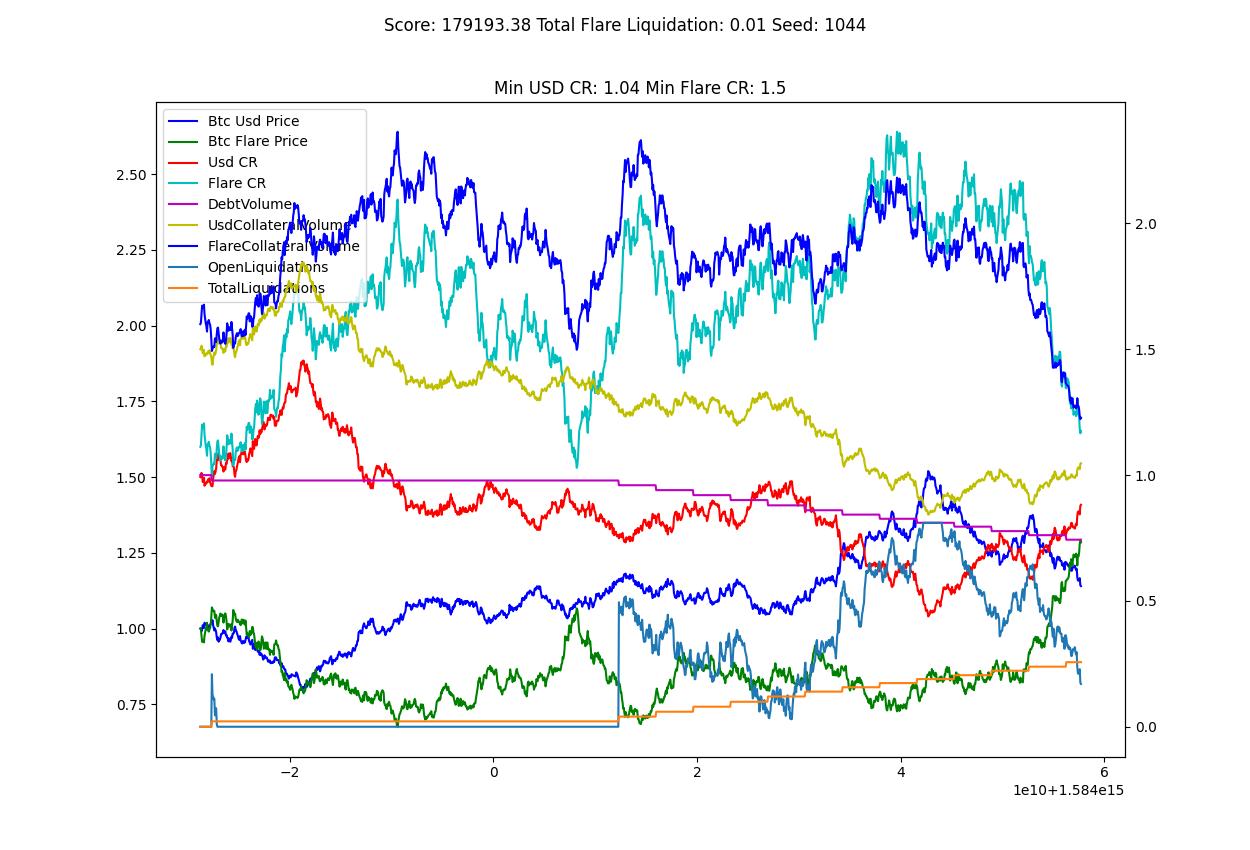 Score: 179193.38 Total Flare Liquidation: 0.01 Seed: 1044
Min USD CR: 1.04 Min Flare CR: 1.5
Btc Usd Price
Btc Flare Price
Usd CR
Flare CR
DebtVolume
UsdCollateralVolume
FlareCollateralVolume
OpenLiquidations
TotalLiquidations
2.50
2.25
2.00
1.75
1.50
1.25
1.00
0.75
2.0
1.5
1.0
0.5
0.0
−2 0 2 4 6
1e10+1.584e15